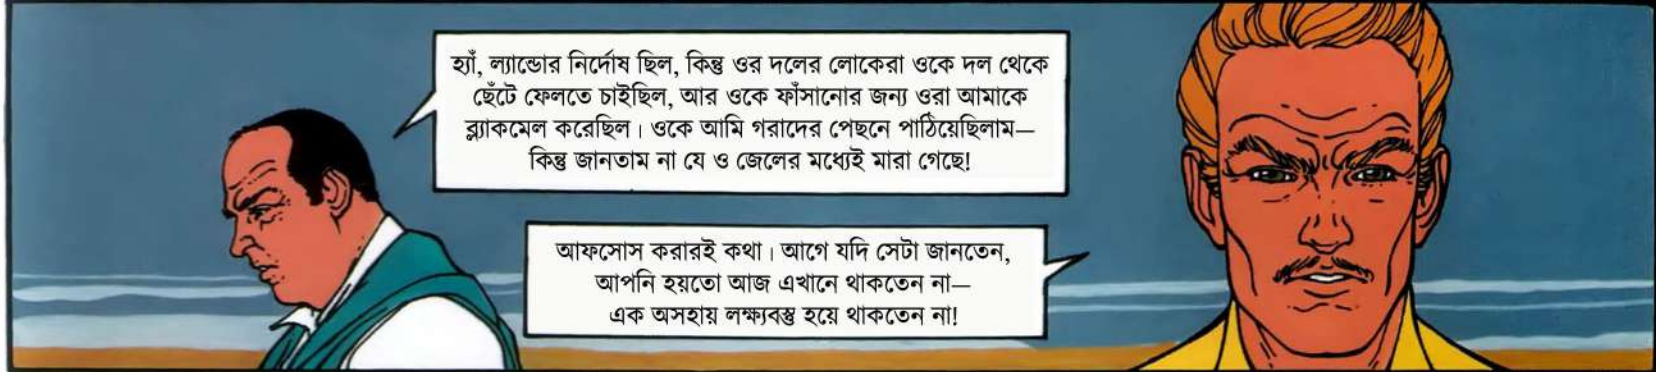 হ্যাঁ, ল্যান্ডোর নির্দোষ ছিল, কিন্তু ওর দলের লোকেরা ওকে দল থেকে
ছেঁটে ফেলতে চাইছিল, আর ওকে ফাঁসানোর জন্য ওরা আমাকে
ব্ল্যাকমেল করেছিল। ওকে আমি গরাদের পেছনে পাঠিয়েছিলাম—
কিন্তু জানতাম না যে ও জেলের মধ্যেই মারা গেছে!
আফসোস করারই কথা। আগে যদি সেটা জানতেন,
আপনি হয়তো আজ এখানে থাকতেন না—
এক অসহায় লক্ষ্যবস্তু হয়ে থাকতেন না!